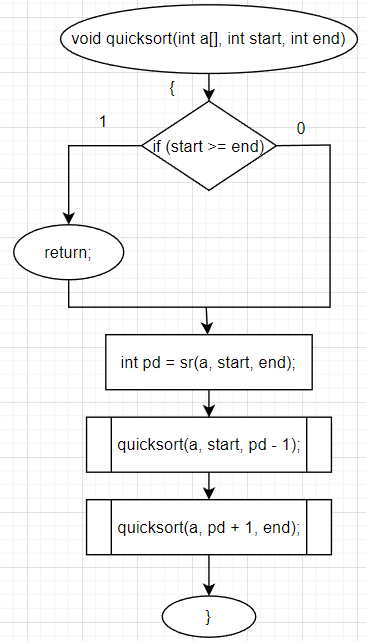 void quicksort(int a[], int start, int end)
{
1
0
if (start >= end)
return;
int pd = sr(a, start, end);
quicksort(a, start, pd - 1);
quicksort(a, pd + 1, end);
}